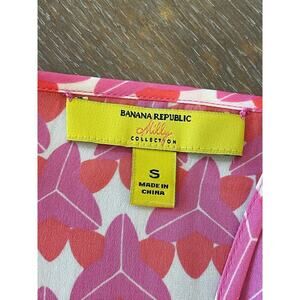 BANANA REPUBLIC
Milly
COLLECTION
S
MADE IN
CHINA